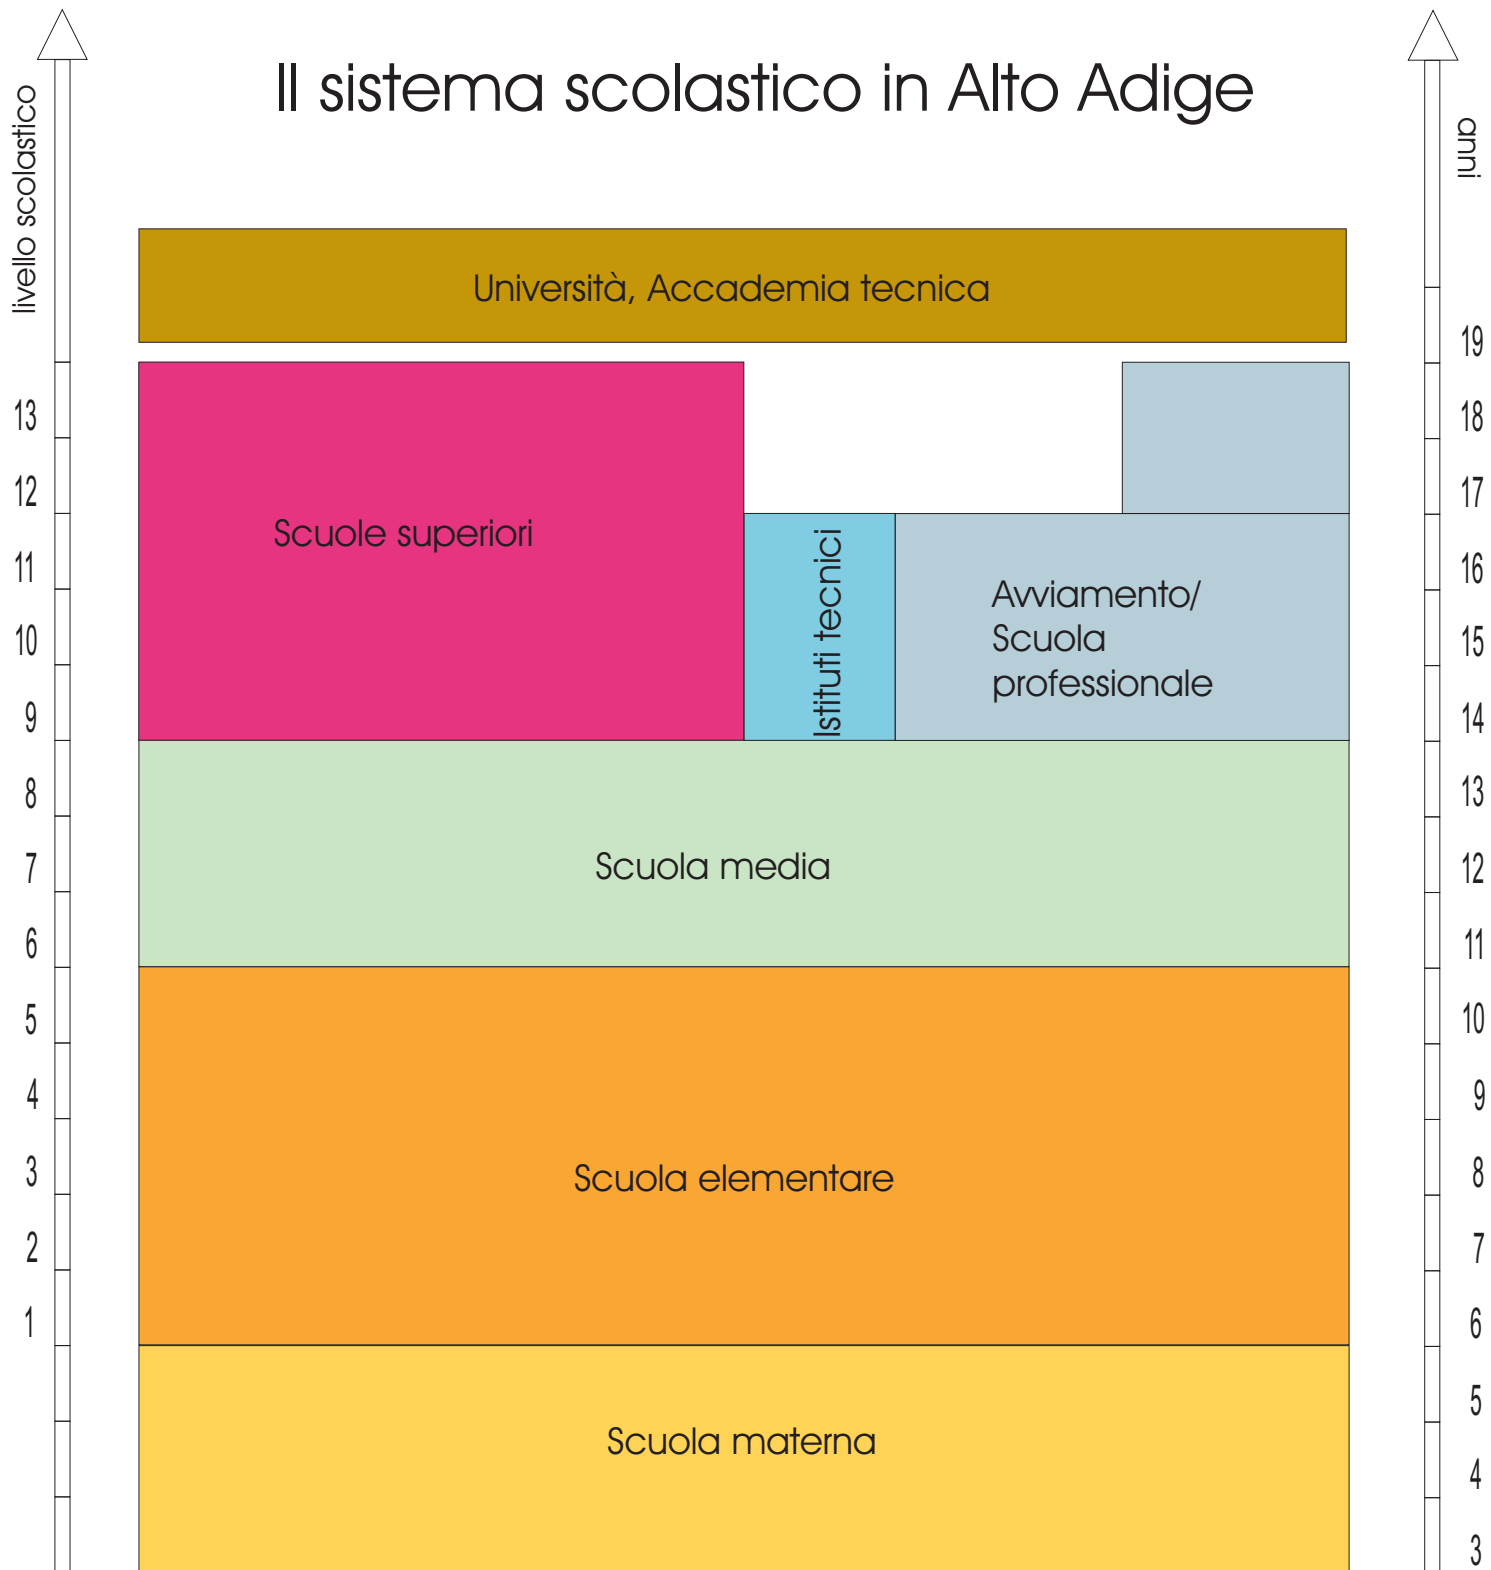 Il sistema scolastico in Alto Adige
livello scolastico
anni
Università, Accademia tecnica
19
13
18
12
17
Scuole superiori
Istituti tecnici
11
16
Avviamento/
Scuola
professionale
10
15
9
14
8
13
Scuola media
7
12
6
11
5
10
4
9
Scuola elementare
3
8
2
7
1
6
5
Scuola materna
4
3